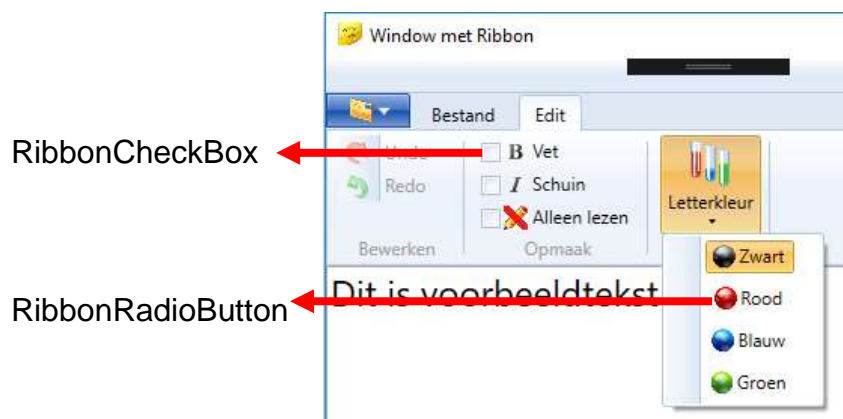 Window met Ribbon
Bestand Edit
RibbonCheckBox
Undo
B Vet
Redo
I Schuin
Alleen lezen
Letterkleur
Bewerken
Opmaak
Zwart
Dit is voorbeeldtekst
RibbonRadioButton
Rood
Blauw
Groen